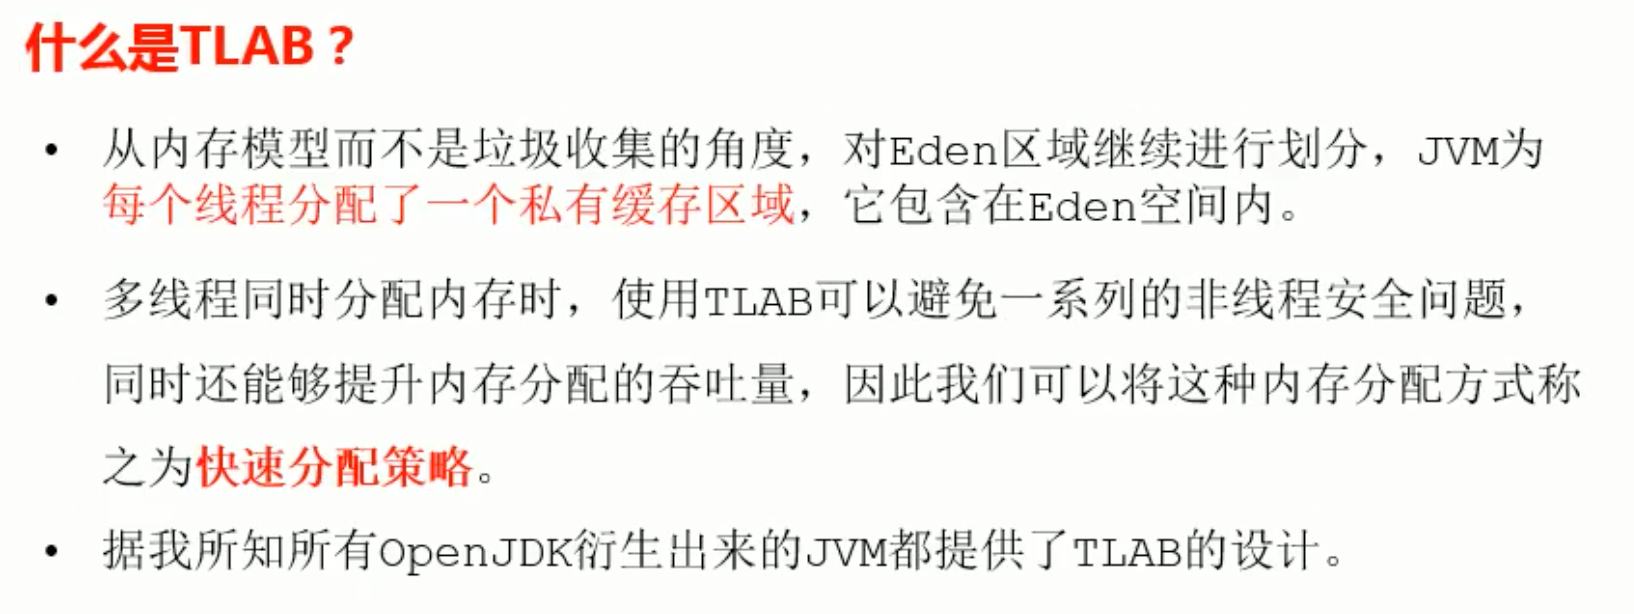 什么是TLAB？
• 从内存模型而不是垃圾收集的角度，对Eden区域继续进行划分，JVM为
每个线程分配了一个私有缓存区域，它包含在Eden空间内。
• 多线程同时分配内存时，使用TLAB可以避免一系列的非线程安全问题，
同时还能够提升内存分配的吞吐量，因此我们可以将这种内存分配方式称
之为快速分配策略。
• 据我所知所有OpenJDK衍生出来的JVM都提供了TLAB的设计。